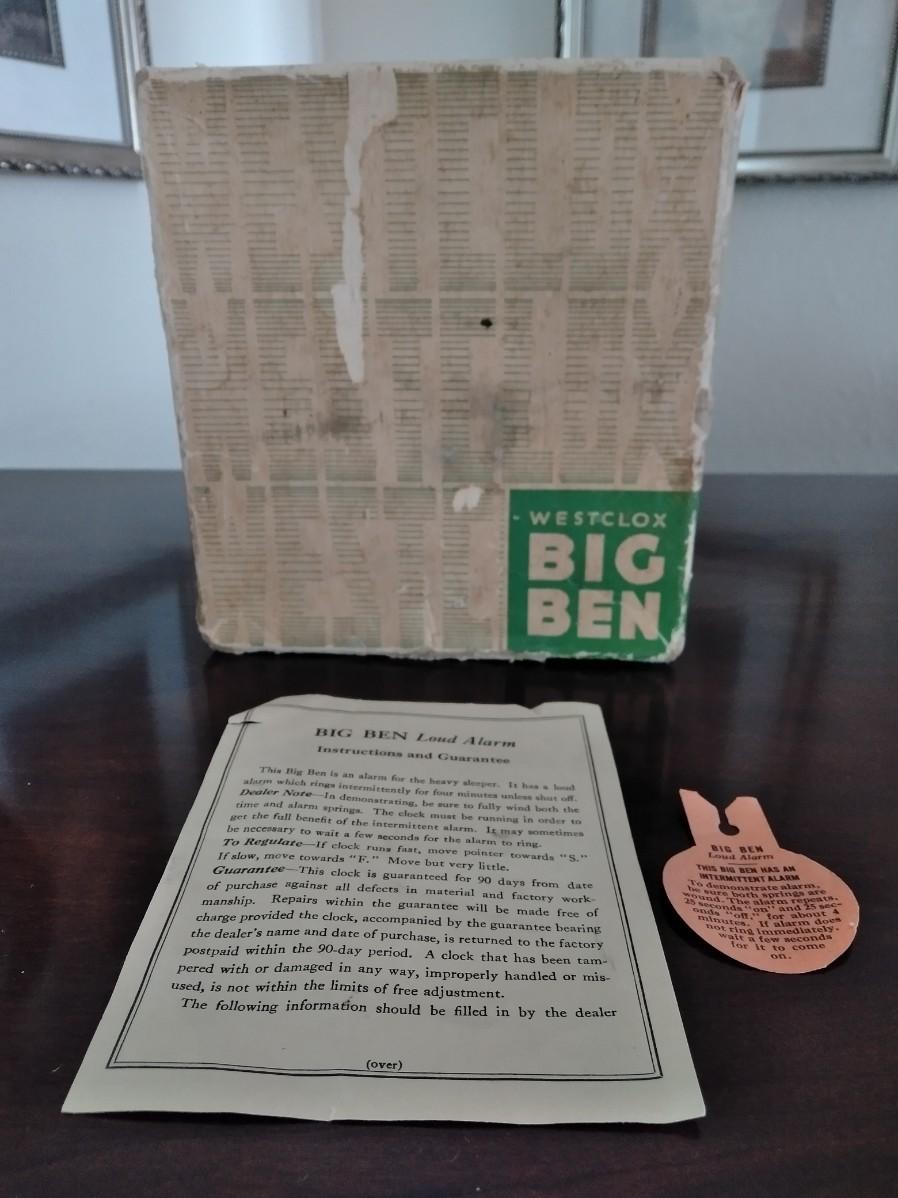 WESTCLOX
BIG
BEN
BIG BEN Loud Alarm
Instructions and Guarantee
This Big Ben is an alarm for the heavy sleeper. It has a loud
alarm which rings intermittently for four minutes unless shut off.
Dealer Note—In demonstrating, be sure to fully wind both the
time and alarm springs. The clock must be running in order to
get the full benefit of the intermittent alarm. It may sometimes
be necessary to wait a few seconds for the alarm to ring.
To Regulate—If clock runs fast, move pointer towards "S."
If slow, move towards "F." Move but very little.
Guarantee—This clock is guaranteed for 90 days from date
of purchase against all defects in material and factory work-
manship. Repairs within the guarantee will be made free of
charge provided the clock, accompanied by the guarantee bearing
the dealer's name and date of purchase, is returned to the factory
postpaid within the 90-day period. A clock that has been tam-
pered with or damaged in any way, improperly handled or mis-
used, is not within the limits of free adjustment.
The following information should be filled in by the dealer
(over)
BIG BEN
Loud Alarm
THIS BIG BEN HAS AN
INTERMITTENT ALARM
To demonstrate alarm,
be sure both springs are
wound. The alarm repeats,
25 seconds "on" and 25 sec-
onds "off," for about 4
minutes. If alarm does
not ring immediately,
wait a few seconds
for it to come
on.